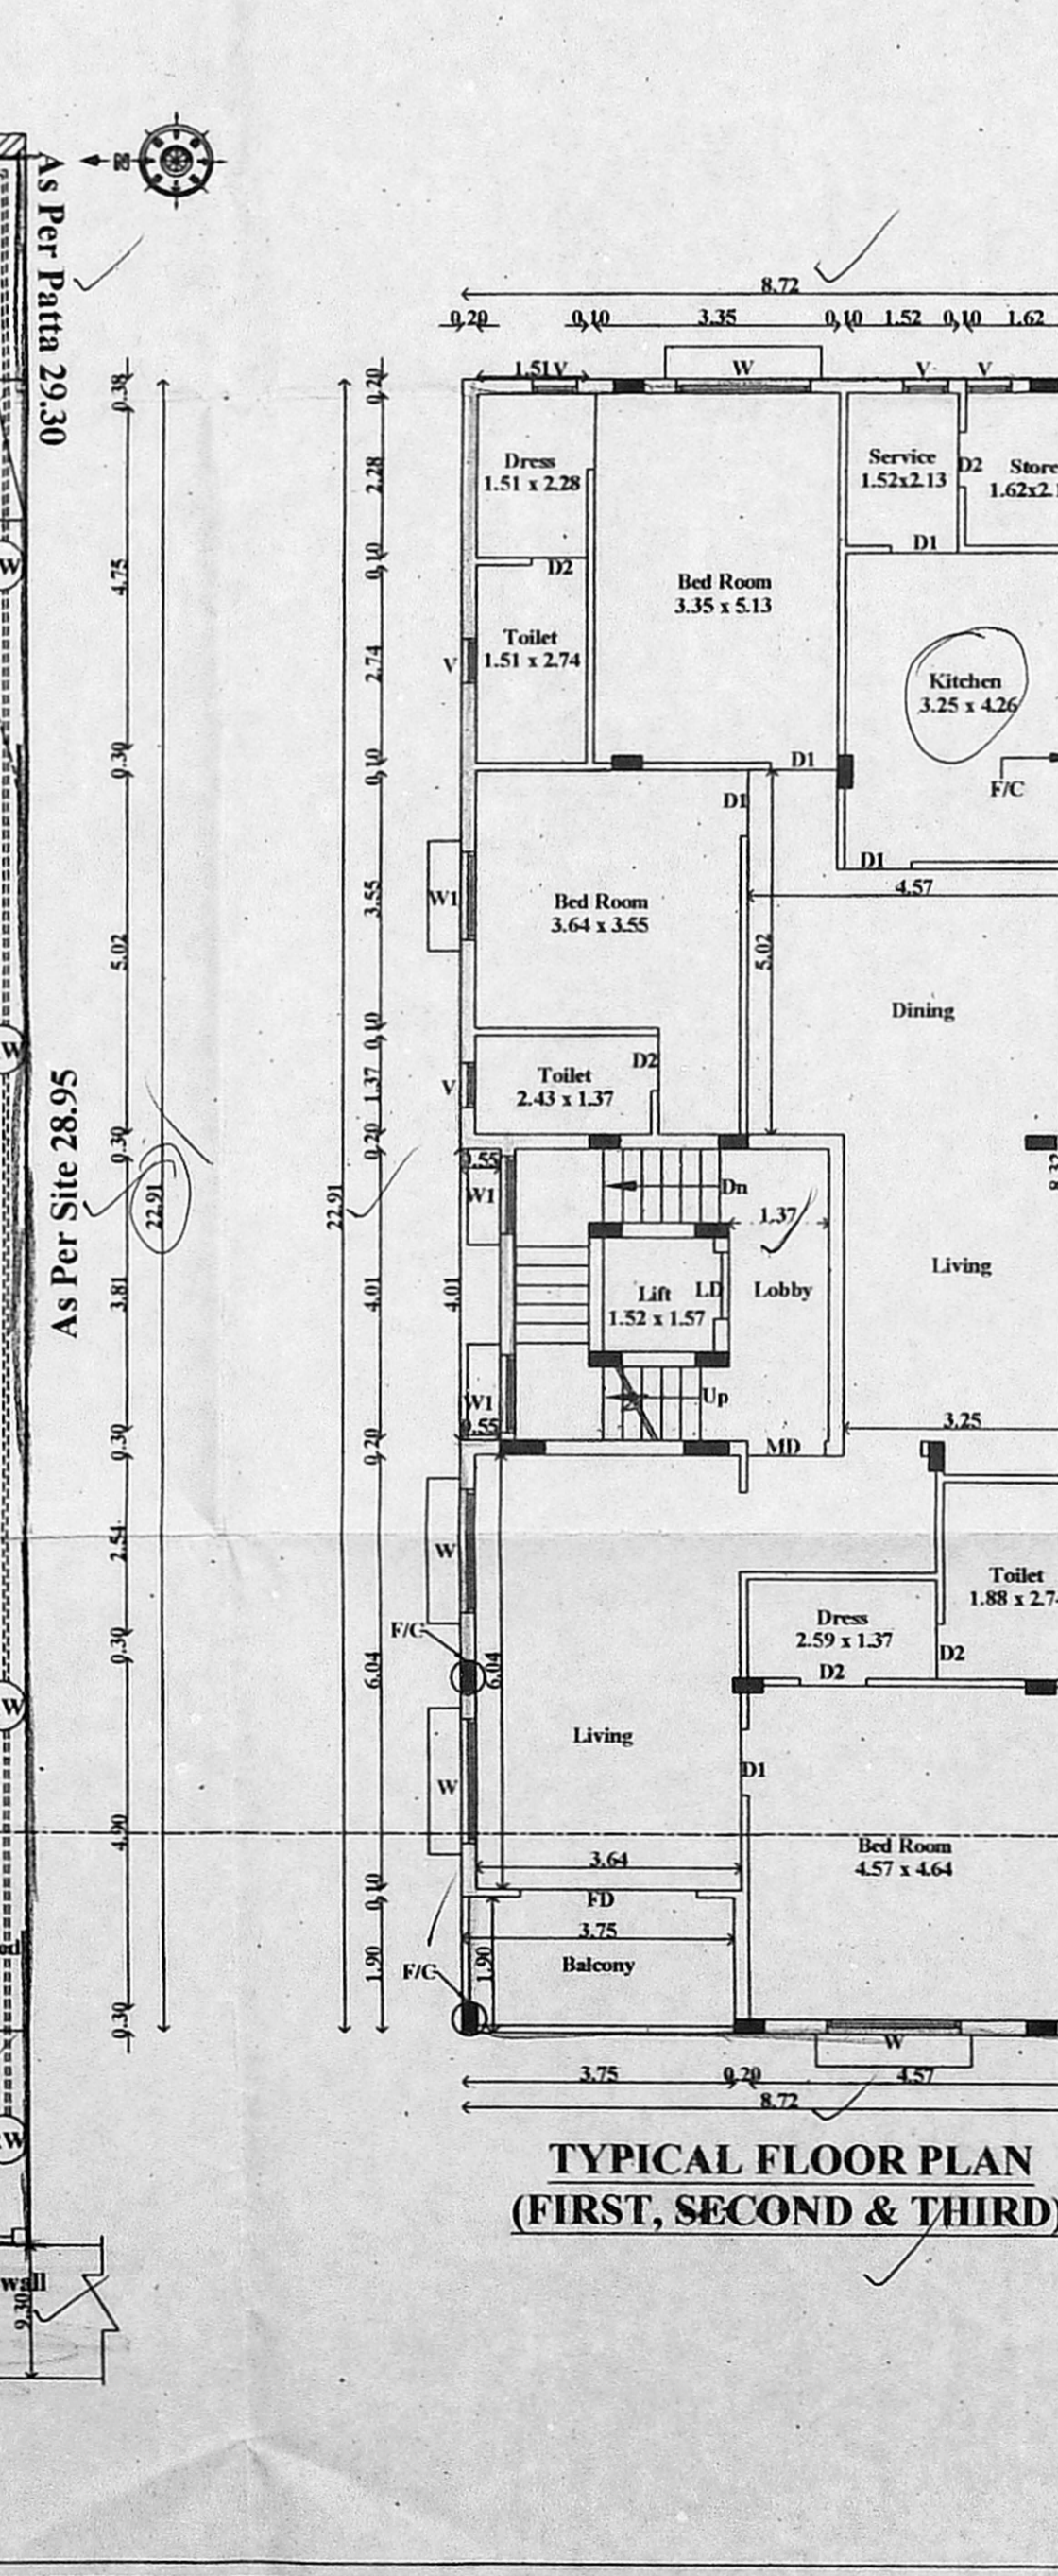 As Per Patta 29.30
As Per Site 28.95
8.72
0.20
0.10
3.35
0.10
1.52
0.10
1.62
1.51 V
W
V
V
0.38
4.75
0.30
5.02
0.30
3.81
0.30
2.54
0.30
4.90
0.30
22.91
22.91
0.20
2.28
0.10
2.74
0.10
3.55
0.10
1.37
0.20
4.01
0.20
6.04
0.10
1.90
Dress
1.51 x 2.28
D2
Toilet
1.51 x 2.74
V
Bed Room
3.35 x 5.13
D1
Service
1.52x2.13
D2
Store
D1
Kitchen
3.25 x 4.26
F/C
D1
4.57
D1
W1
Bed Room
3.64 x 3.55
5.02
Dining
V
Toilet
2.43 x 1.37
D2
0.55
W1
Dn
1.37
4.01
Lift
1.52 x 1.57
LD
Lobby
Living
W1
0.55
Up
MD
3.25
W
F/C
6.04
Toilet
Dress
2.59 x 1.37
D2
D2
Living
D1
W
Bed Room
4.57 x 4.64
3.64
FD
3.75
Balcony
1.90
F/C
W
3.75
0.20
4.57
8.72
TYPICAL FLOOR PLAN
(FIRST, SECOND & THIRD)
W
W
W
wall
9.30